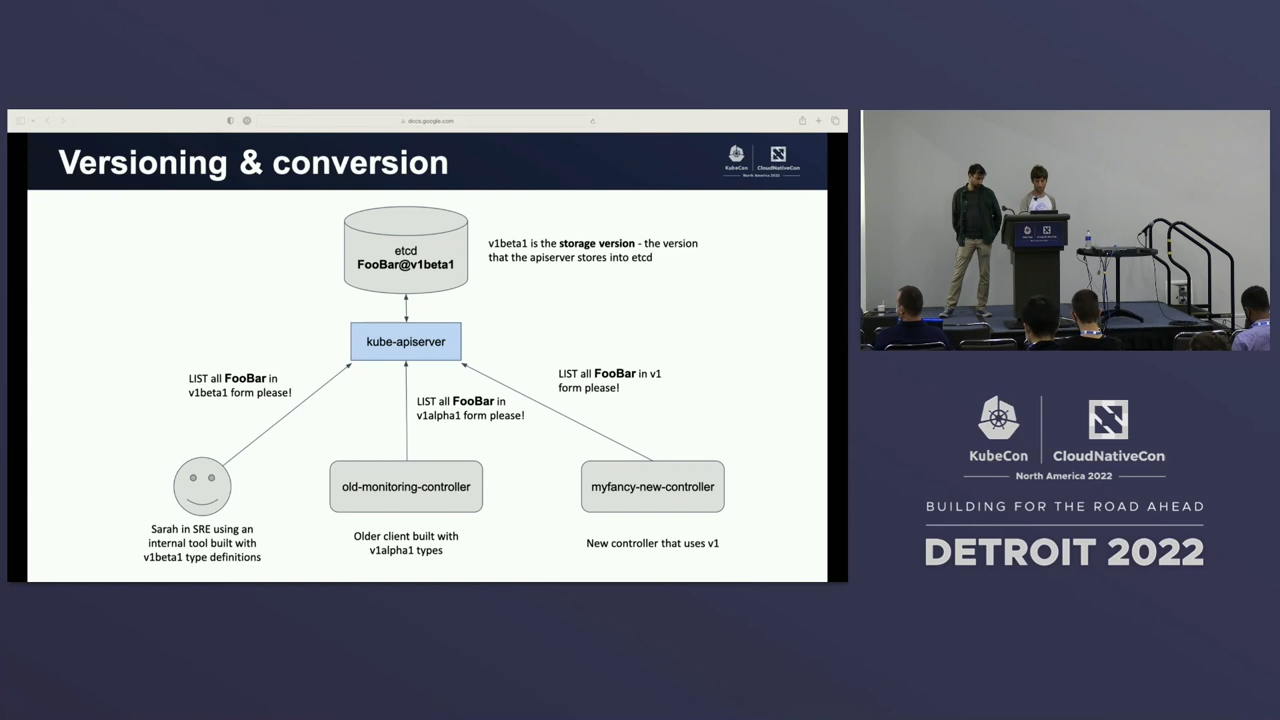 docs.google.com
Versioning & conversion
KubeCon
CloudNativeCon
North America 2022
etcd
FooBar@v1beta1
v1beta1 is the storage version - the version
that the apiserver stores into etcd
kube-apiserver
LIST all FooBar in
v1beta1 form please!
LIST all FooBar in
v1alpha1 form please!
LIST all FooBar in v1
form please!
old-monitoring-controller
myfancy-new-controller
Sarah in SRE using an
internal tool built with
v1beta1 type definitions
Older client built with
v1alpha1 types
New controller that uses v1
KubeCon
CloudNativeCon
North America 2022
BUILDING FOR THE ROAD AHEAD
DETROIT 2022